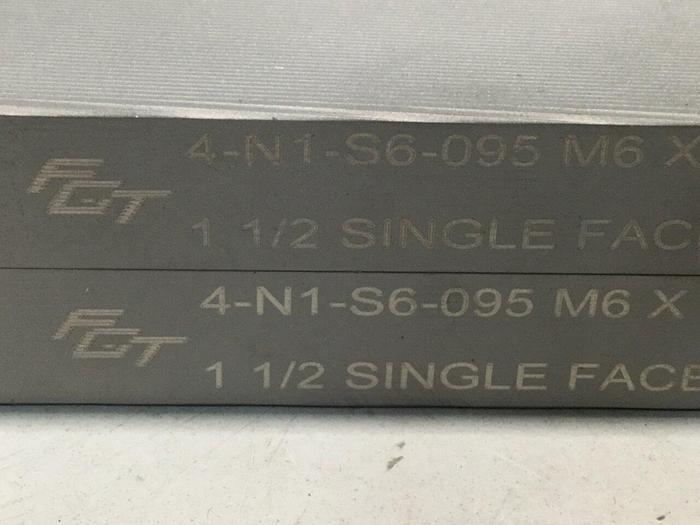 FGT
4-N1-S6-095 M6 X
1 1/2 SINGLE FACE
FGT
4-N1-S6-095 M6 X
1 1/2 SINGLE FACE